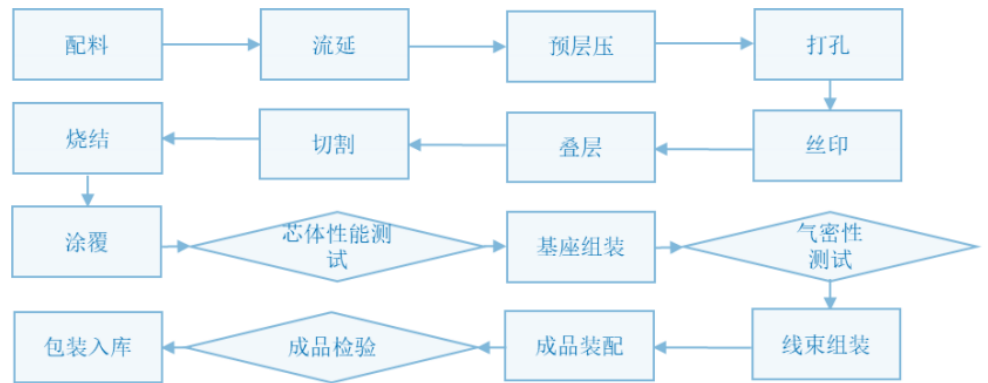 配料
流延
预层压
打孔
烧结
切割
叠层
丝印
涂覆
芯体性能测
试
基座组装
气密性
测试
包装入库
成品检验
成品装配
线束组装